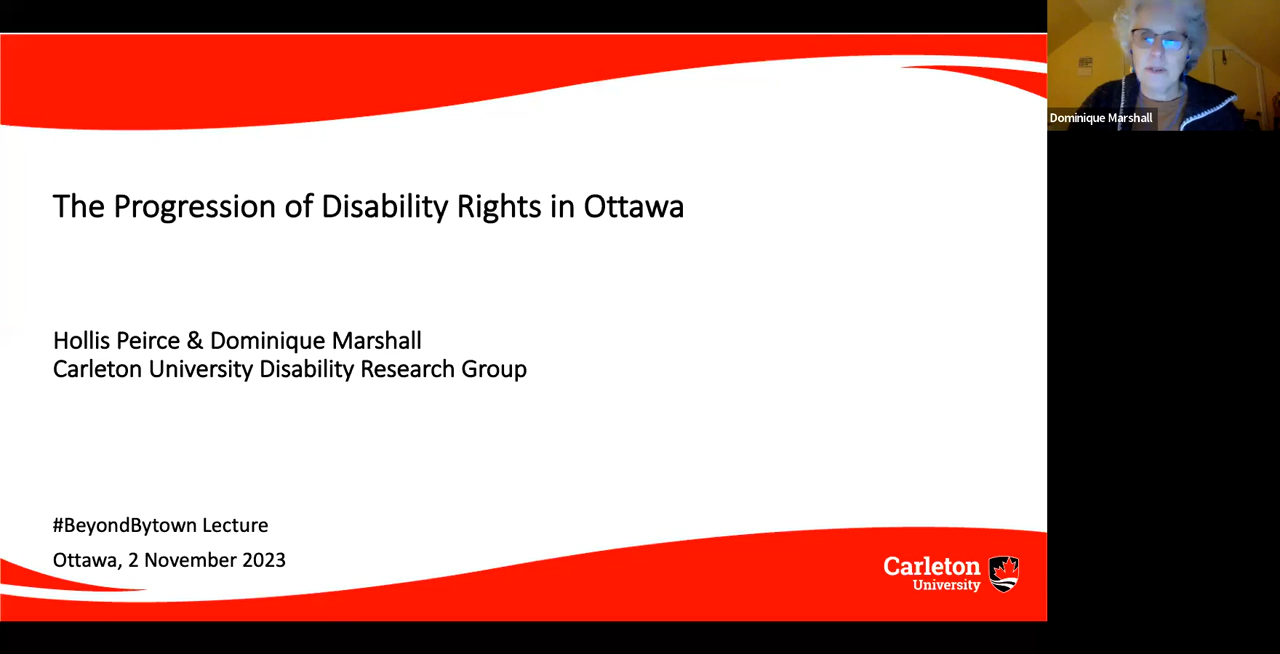 The Progression of Disability Rights in Ottawa
Hollis Peirce & Dominique Marshall
Carleton University Disability Research Group
#BeyondBytown Lecture
Ottawa, 2 November 2023
Carleton
University
Dominique Marshall